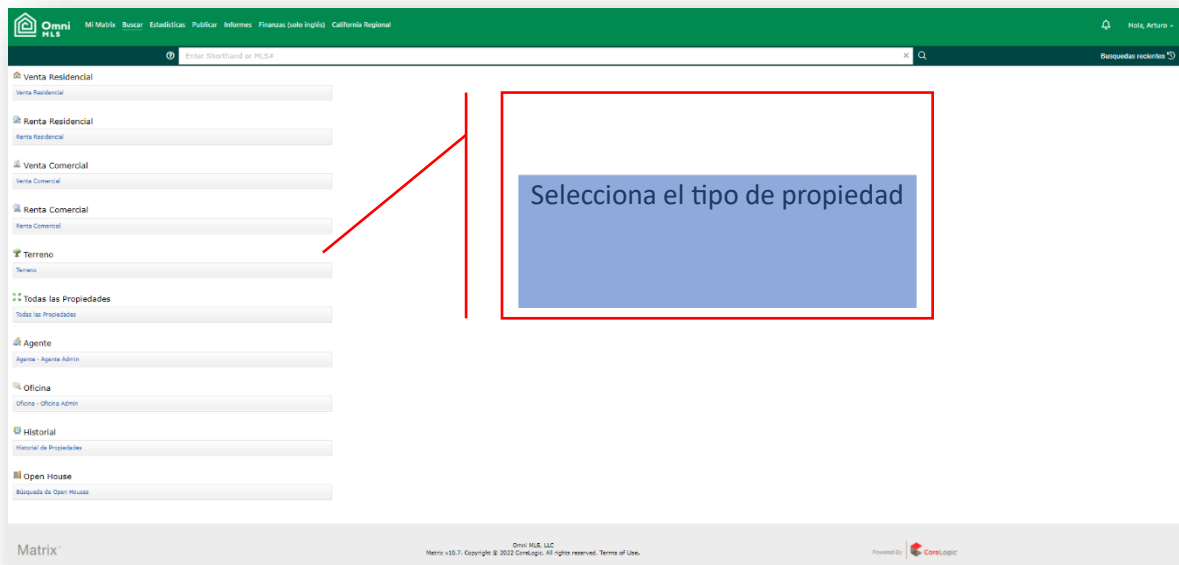 Omni
MLS
Mi Matrix Buscar Estadísticas Publicar Informes Finanzas (solo inglés) California Regional
Hola, Arturo
Enter Shorthand or MLS#
Busquedas recientes
Venta Residencial
Venta Residencial
Renta Residencial
Renta Residencial
Venta Comercial
Venta Comercial
Renta Comercial
Renta Comercial
Terreno
Terreno
Todas las Propiedades
Todas las Propiedades
Agente
Agente - Agente Admin
Oficina
Oficina - Oficina Admin
Historial
Historial de Propiedades
Open House
Búsqueda de Open Houses
Selecciona el tipo de propiedad
Matrix
Omni MLS, LLC
Matrix v10.7. Copyright © 2022 CoreLogic. All rights reserved. Terms of Use.
Powered By CoreLogic